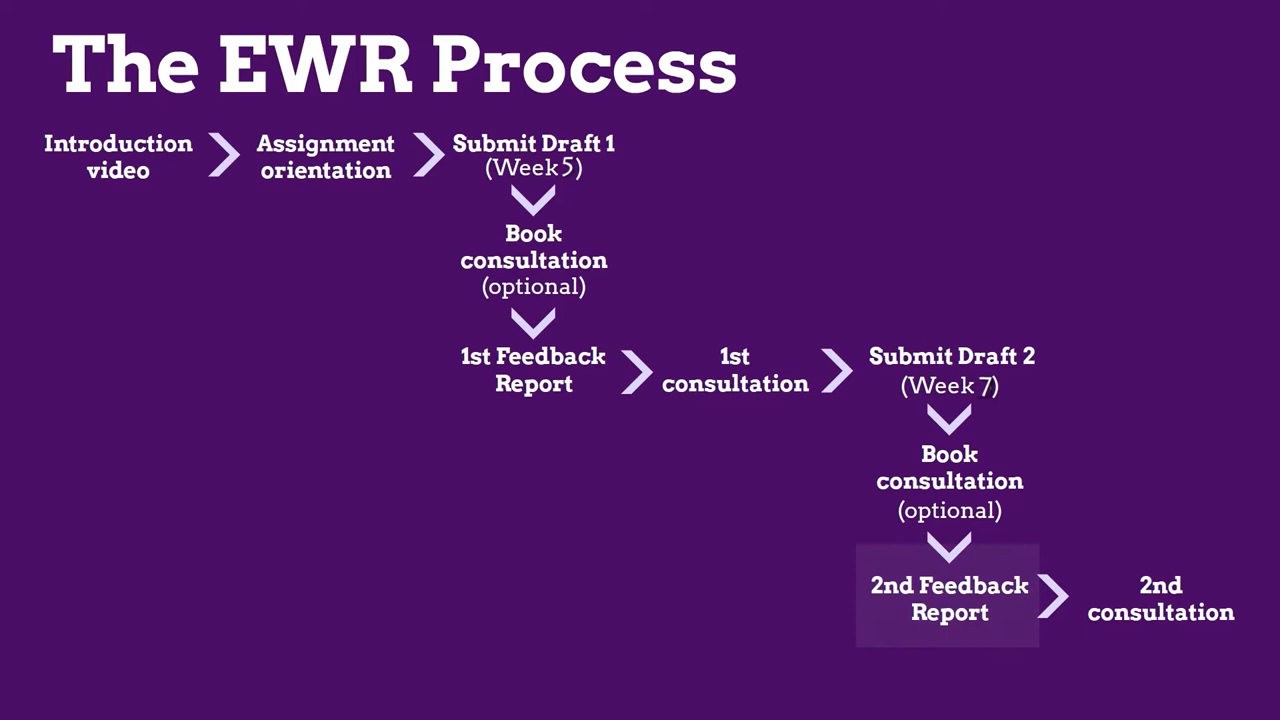 The EWR Process
Introduction
video
Assignment
orientation
Submit Draft 1
(Week 5)
Book
consultation
(optional)
1st Feedback
Report
1st
consultation
Submit Draft 2
(Week 7)
Book
consultation
(optional)
2nd Feedback
Report
2nd
consultation